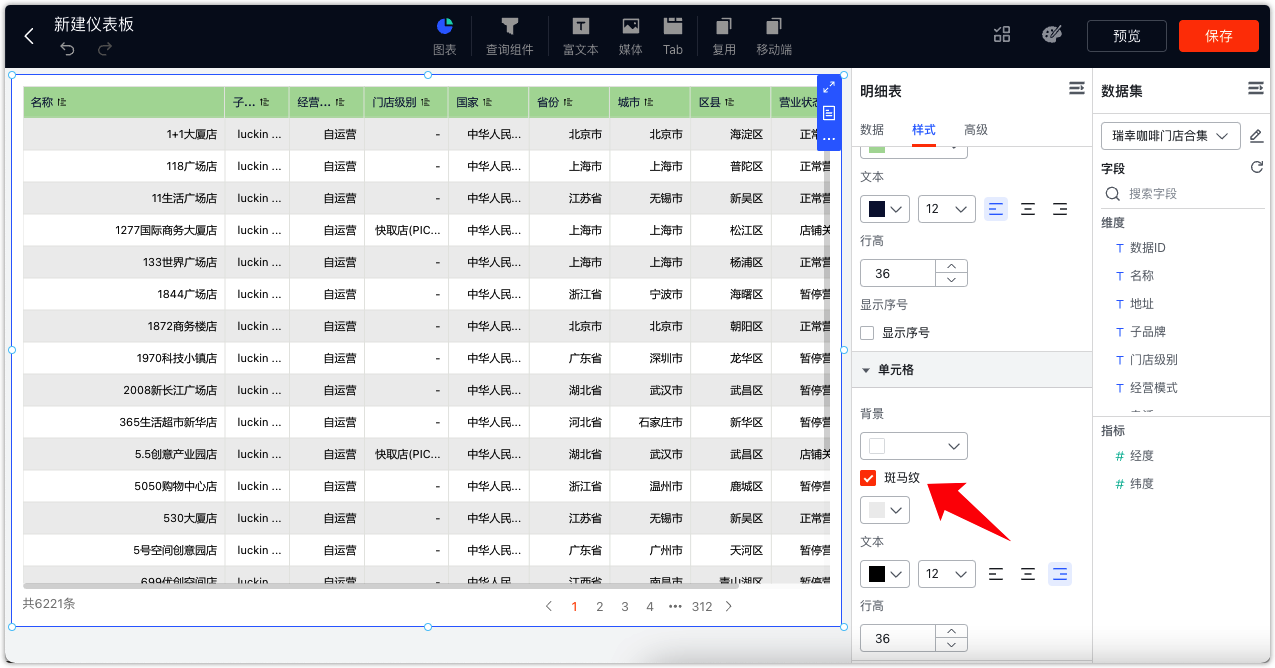 新建仪表板
图表
查询组件
富文本
媒体
Tab
复用
移动端
预览
保存
名称 子... 经营... 门店级别 国家 省份 城市 区县 营业状态
1+1大厦店 luckin ... 自运营 - 中华人民... 北京市 北京市 海淀区 正常
118广场店 luckin ... 自运营 - 中华人民... 上海市 上海市 普陀区 正常营
11生活广场店 luckin ... 自运营 - 中华人民... 江苏省 无锡市 新吴区 正常营
1277国际商务大厦店 luckin ... 自运营 快取店(PIC... 中华人民... 上海市 上海市 松江区 店铺关
133世界广场店 luckin ... 自运营 - 中华人民... 上海市 上海市 杨浦区 正常营
1844广场店 luckin ... 自运营 - 中华人民... 浙江省 宁波市 海曙区 暂停营
1872商务楼店 luckin ... 自运营 - 中华人民... 北京市 北京市 朝阳区 正常营
1970科技小镇店 luckin ... 自运营 - 中华人民... 广东省 深圳市 龙华区 暂停营
2008新长江广场店 luckin ... 自运营 - 中华人民... 湖北省 武汉市 武昌区 暂停营
365生活超市新华店 luckin ... 自运营 - 中华人民... 河北省 石家庄市 新华区 暂停营
5.5创意产业园店 luckin ... 自运营 快取店(PIC... 中华人民... 湖北省 武汉市 武昌区 店铺关
5050购物中心店 luckin ... 自运营 - 中华人民... 浙江省 温州市 鹿城区 暂停营
530大厦店 luckin ... 自运营 - 中华人民... 江苏省 无锡市 新吴区 正常营
5号空间创意园店 luckin ... 自运营 - 中华人民... 广东省 广州市 天河区 暂停营
699优创空间店 luckin ... 自运营 - 中华人民... 江西省 南昌市 青山湖区 暂停营
共6221条
1 2 3 4 ••• 312
明细表
数据 样式 高级
文本
12
行高
36
显示序号
显示序号
单元格
背景
斑马纹
文本
12
行高
36
数据集
瑞幸咖啡门店合集
字段
搜索字段
维度
T 数据ID
T 名称
T 地址
T 子品牌
T 门店级别
T 经营模式
指标
# 经度
# 纬度